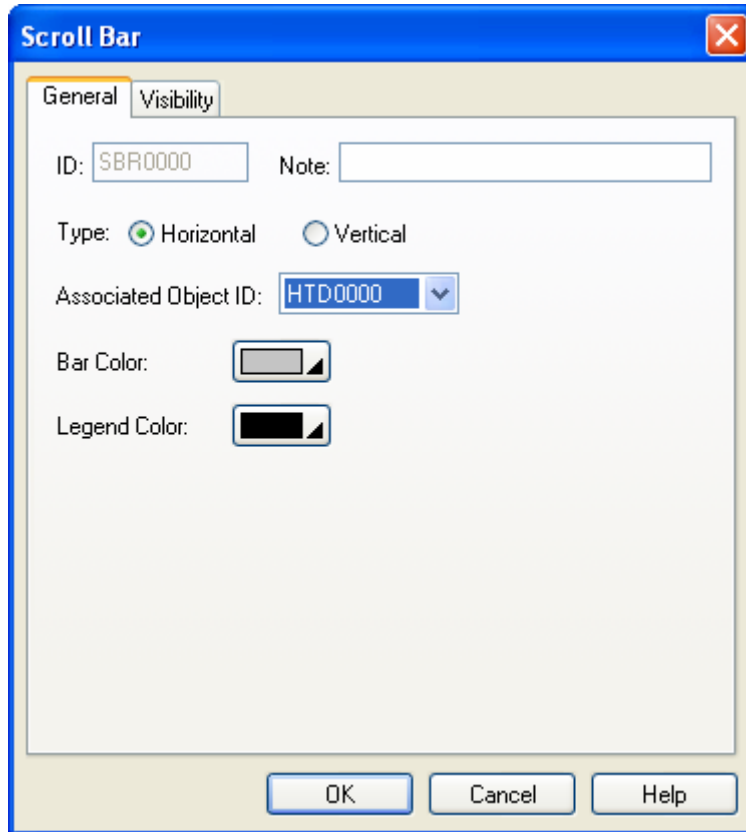 Scroll Bar
General Visibility
ID: SBR0000 Note:
Type: Horizontal Vertical
Associated Object ID: HTD0000
Bar Color:
Legend Color:
OK Cancel Help